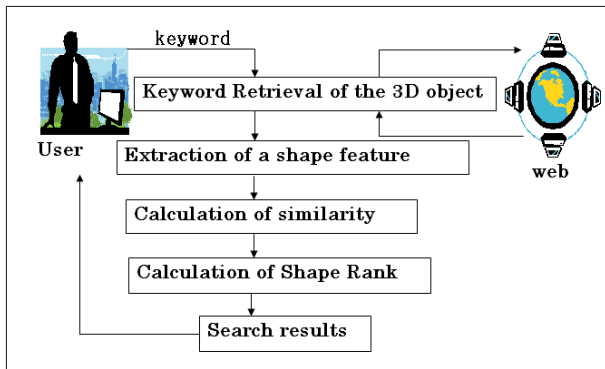 keyword
Keyword Retrieval of the 3D object
User
Extraction of a shape feature
web
Calculation of similarity
Calculation of Shape Rank
Search results